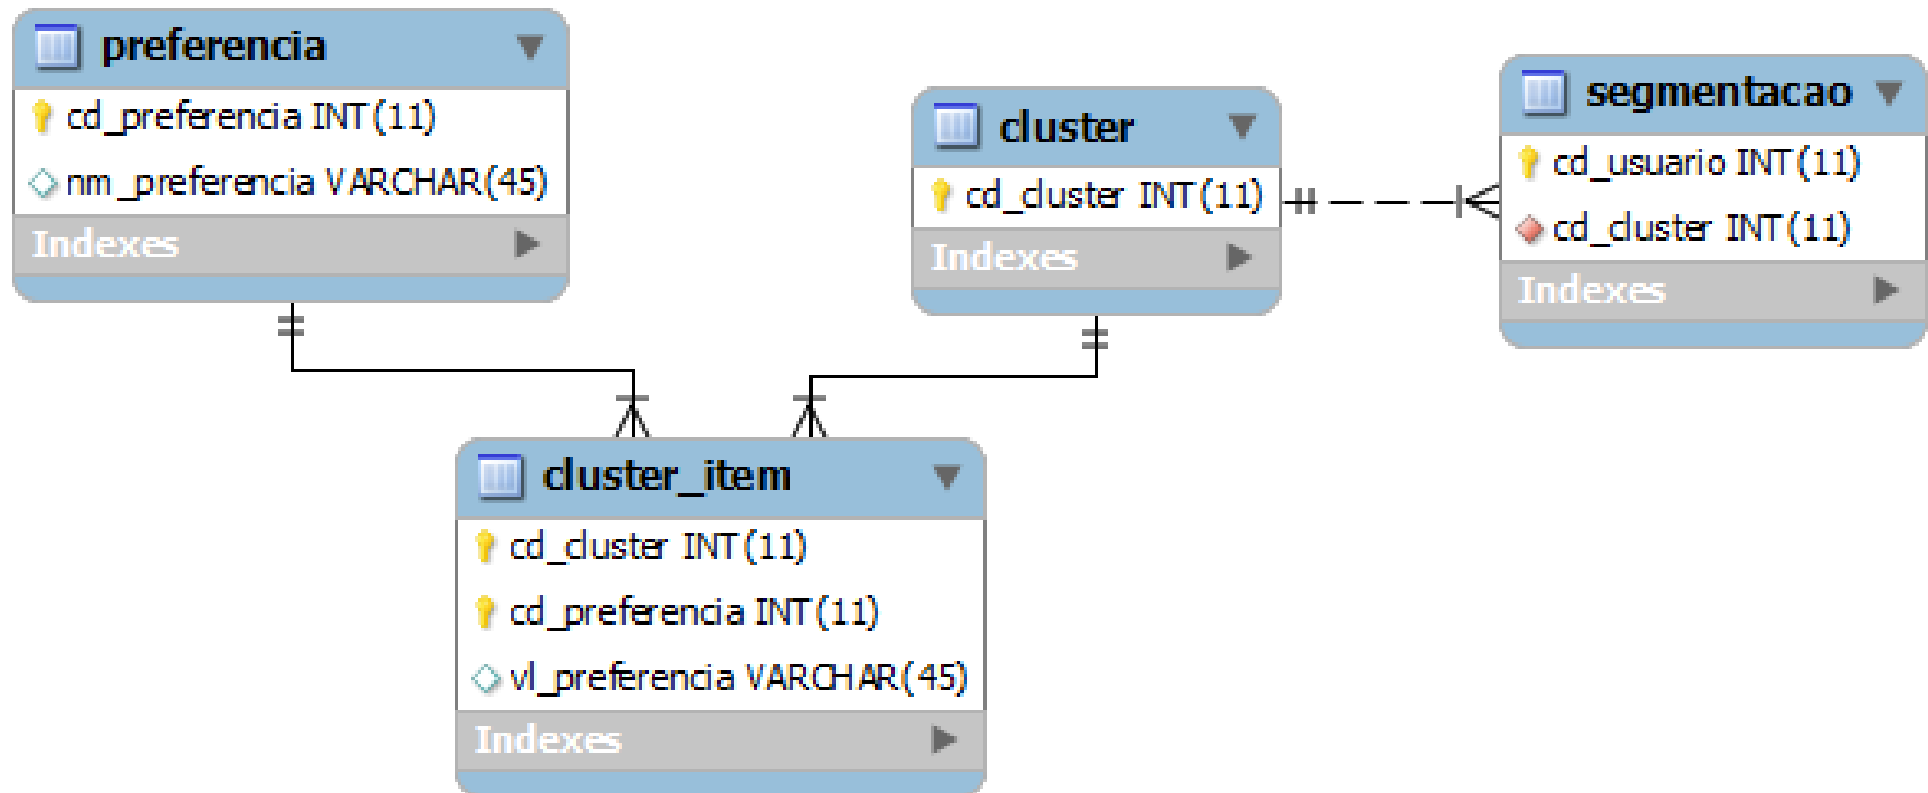 preferencia
cd_preferencia INT(11)
nm_preferencia VARCHAR(45)
Indexes
cluster
cd_cluster INT(11)
Indexes
segmentacao
cd_usuario INT(11)
cd_cluster INT(11)
Indexes
cluster_item
cd_cluster INT(11)
cd_preferencia INT(11)
vl_preferencia VARCHAR(45)
Indexes